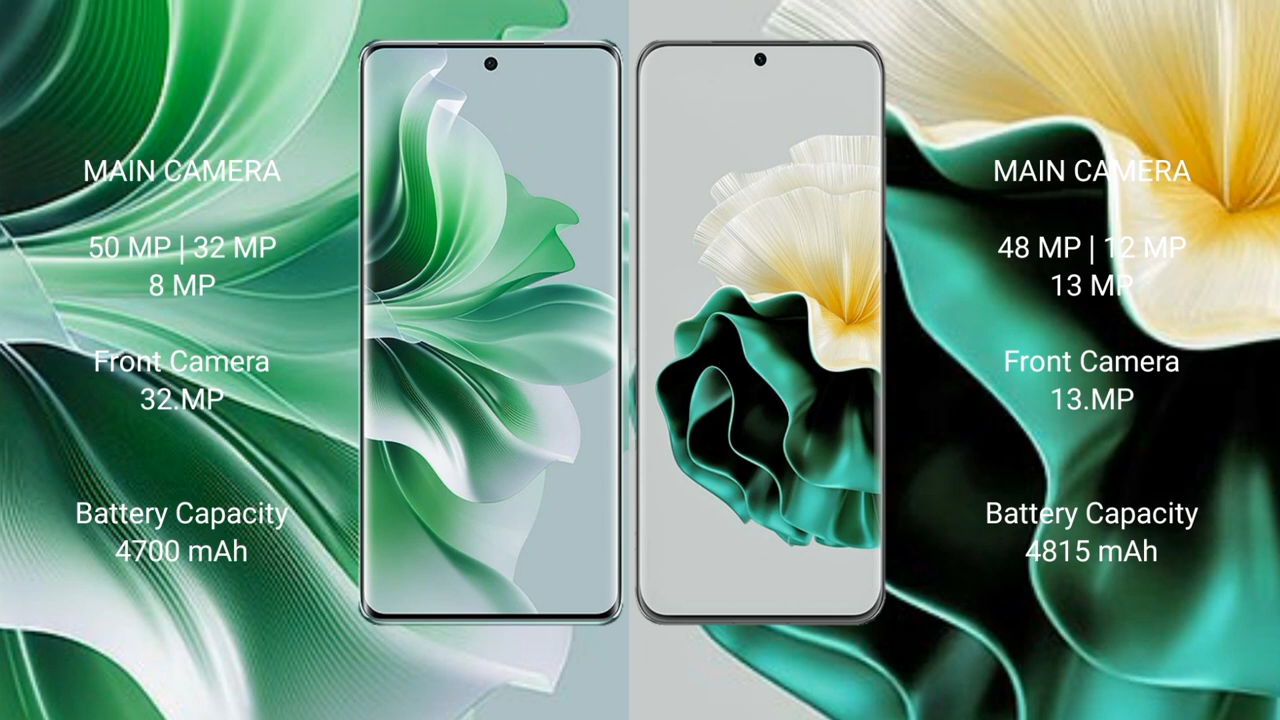 MAIN CAMERA
50 MP | 32 MP
8 MP
Front Camera
32.MP
Battery Capacity
4700 mAh
MAIN CAMERA
48 MP | 12 MP
13 MP
Front Camera
13.MP
Battery Capacity
4815 mAh